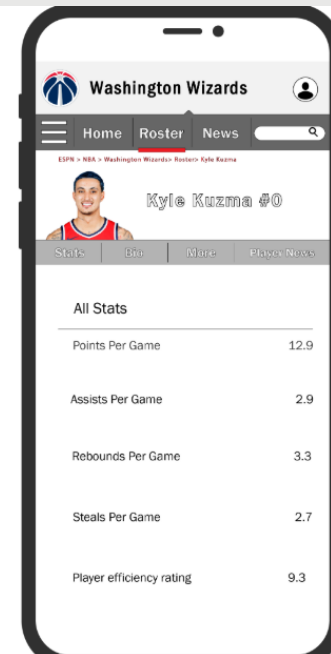 Washington Wizards
Home Roster News
ESPN > NBA > Washington Wizards> Roster> Kyle Kuzma
Kyle Kuzma #0
Stats Bio More Player News
All Stats
Points Per Game 12.9
Assists Per Game 2.9
Rebounds Per Game 3.3
Steals Per Game 2.7
Player efficiency rating 9.3